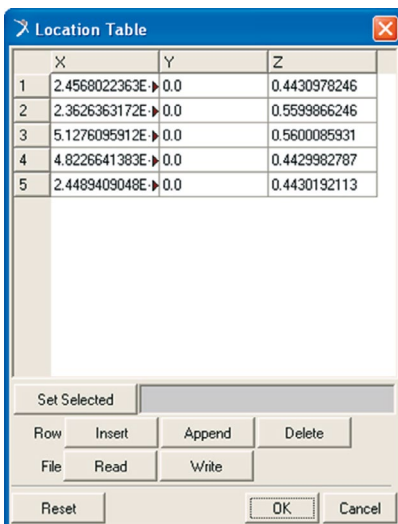 Location Table
X Y Z
1 2.4568022363E- 0.0 0.4430978246
2 2.3626363172E- 0.0 0.5599866246
3 5.1276095912E- 0.0 0.5600085931
4 4.8226641383E- 0.0 0.4429982787
5 2.4489409048E- 0.0 0.4430192113
Set Selected
Row Insert Append Delete
File Read Write
Reset OK Cancel